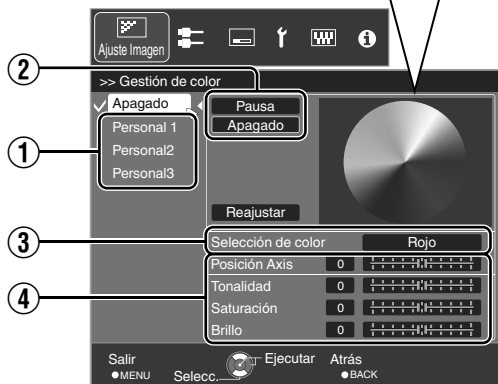 Ajuste Imagen
>> Gestión de color
2
✓ Apagado
Pausa
Personal 1
Apagado
1
Personal2
Personal3
Reajustar
3
Selección de color Rojo
Posición Axis 0
4
Tonalidad 0
Saturación 0
Brillo 0
Salir Ejecutar Atrás
●MENU Selecc. ●BACK